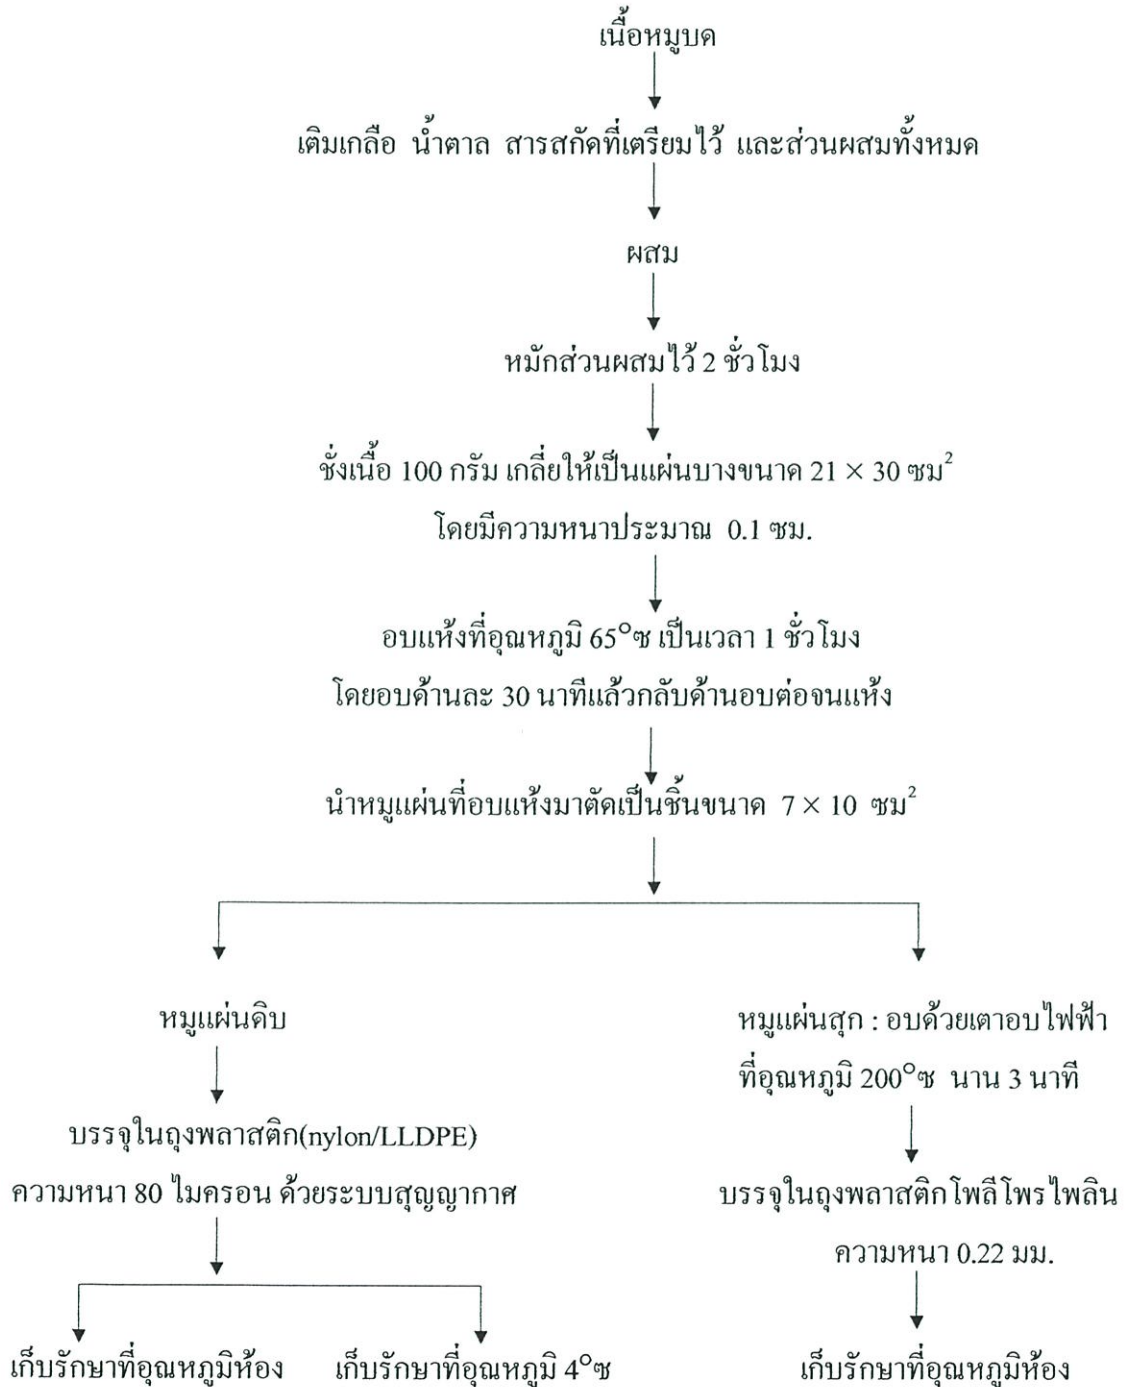 เนื้อหมูบด
เติมเกลือ น้ำตาล สารสกัดที่เตรียมไว้ และส่วนผสมทั้งหมด
ผสม
หมักส่วนผสมไว้ 2 ชั่วโมง
ชั่งเนื้อ 100 กรัม เกลี่ยให้เป็นแผ่นบางขนาด 21 × 30 ซม²
โดยมีความหนาประมาณ 0.1 ซม.
อบแห้งที่อุณหภูมิ 65°ซ เป็นเวลา 1 ชั่วโมง
โดยอบด้านละ 30 นาทีแล้วกลับด้านอบต่อจนแห้ง
นำหมูแผ่นที่อบแห้งมาตัดเป็นชิ้นขนาด 7 × 10 ซม²
หมูแผ่นดิบ
บรรจุในถุงพลาสติก(nylon/LLDPE)
ความหนา 80 ไมครอน ด้วยระบบสุญญากาศ
เก็บรักษาที่อุณหภูมิห้อง
เก็บรักษาที่อุณหภูมิ 4°ซ
หมูแผ่นสุก : อบด้วยเตาอบไฟฟ้า
ที่อุณหภูมิ 200°ซ นาน 3 นาที
บรรจุในถุงพลาสติกโพลีโพรไพลิน
ความหนา 0.22 มม.
เก็บรักษาที่อุณหภูมิห้อง